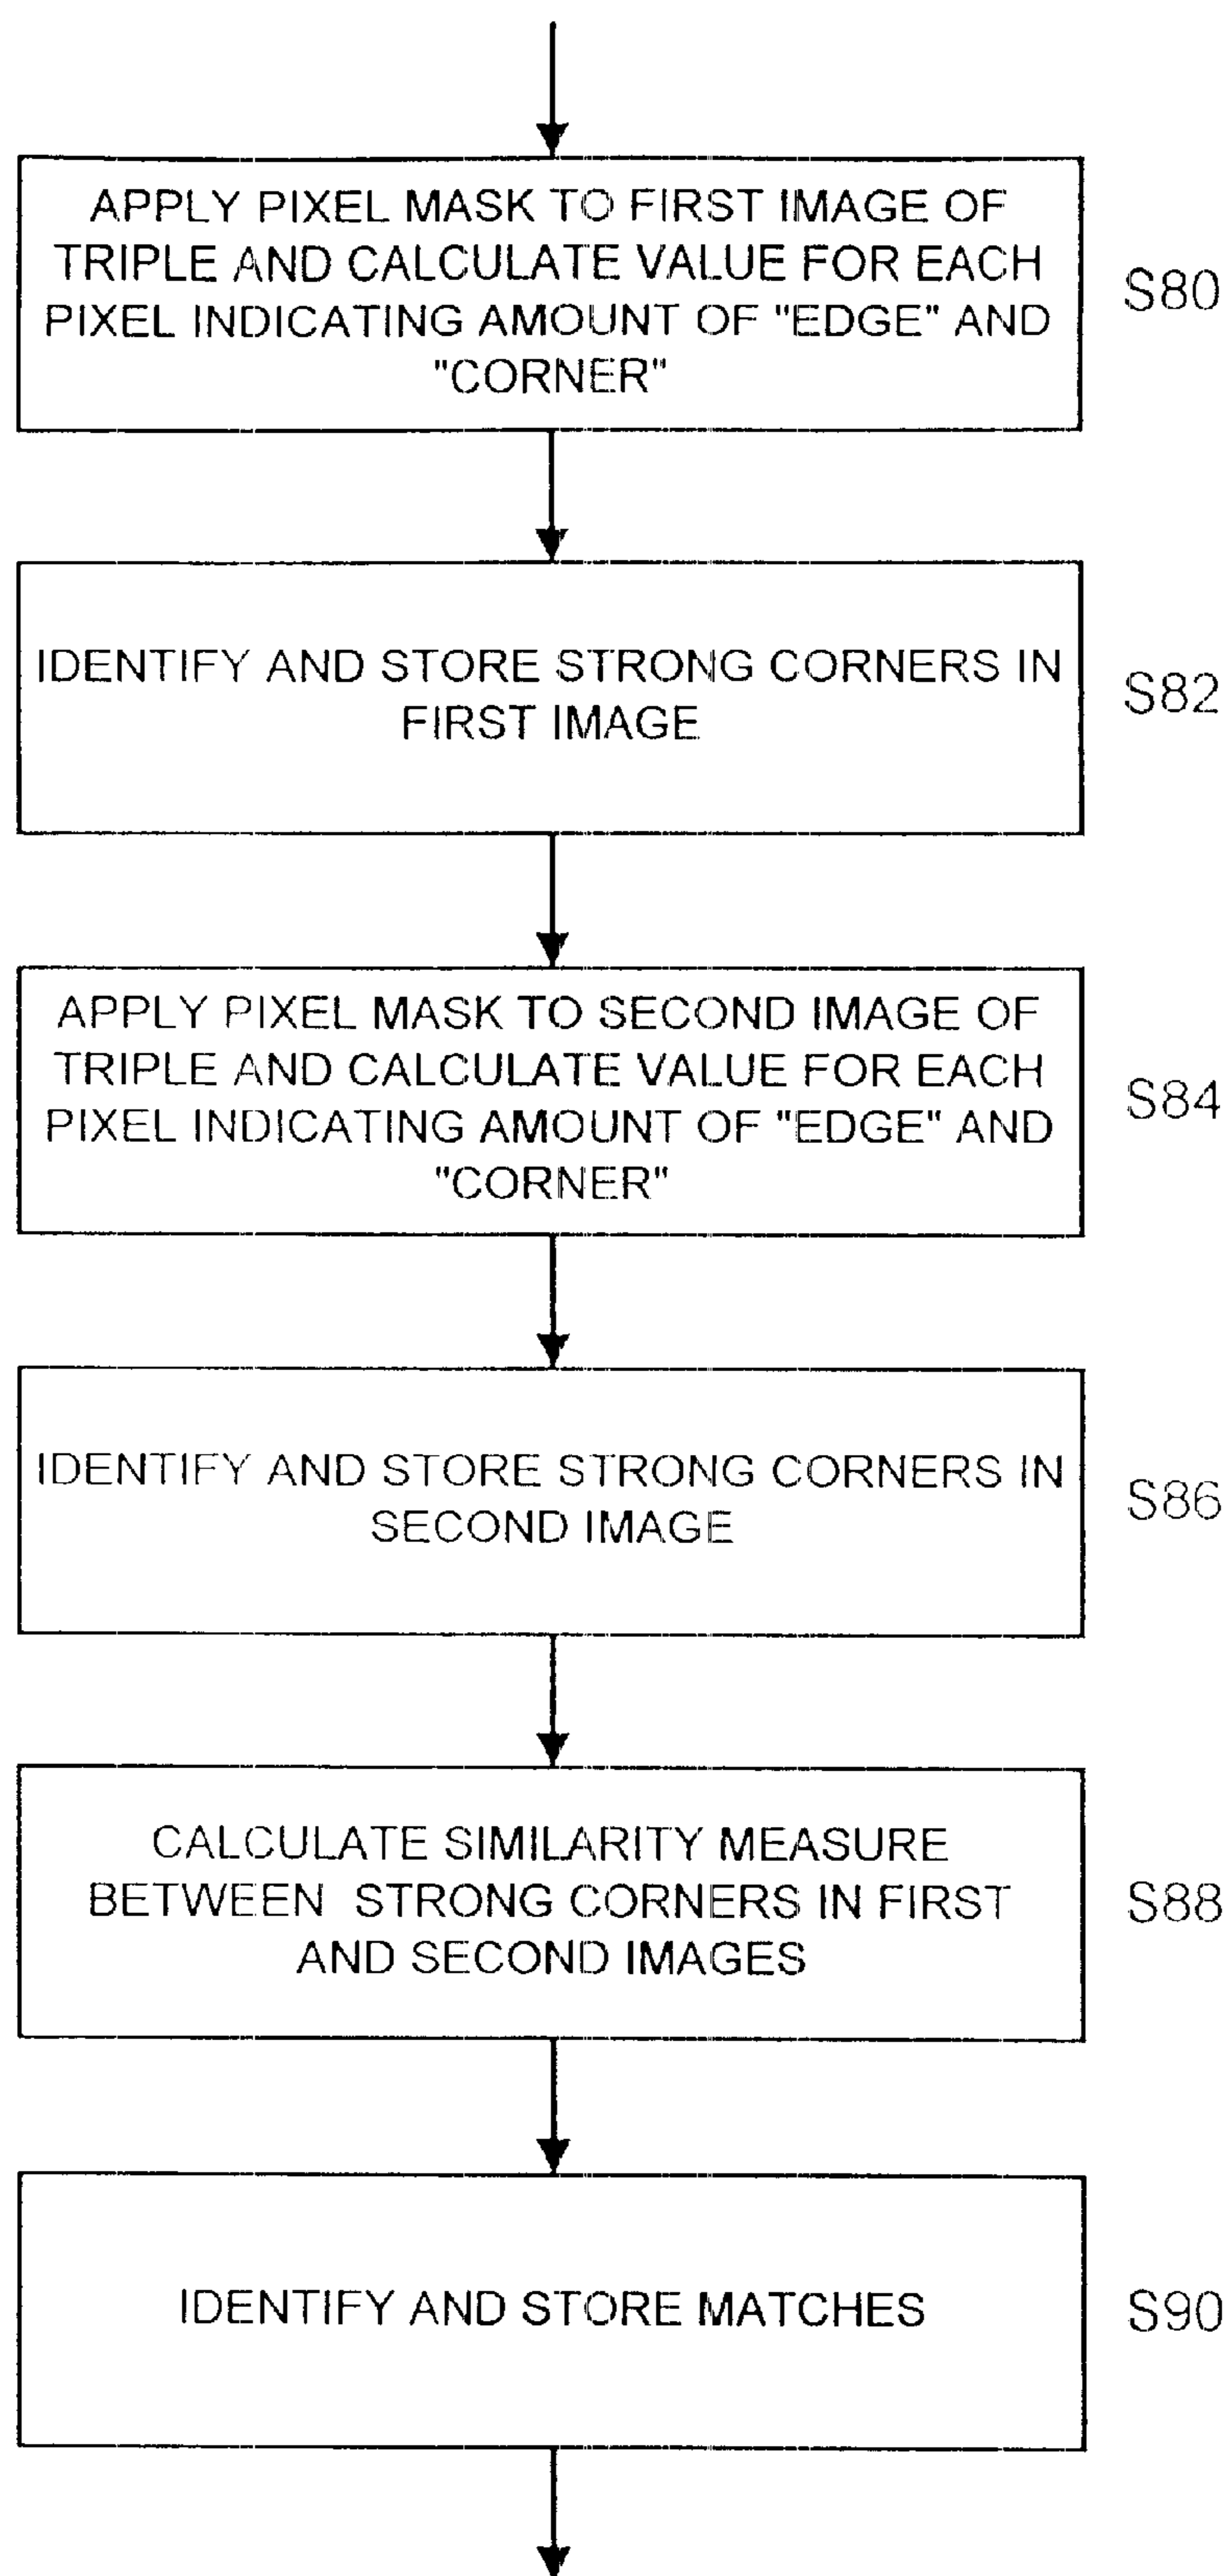 APPLY PIXEL MASK TO FIRST IMAGE OF
TRIPLE AND CALCULATE VALUE FOR EACH
PIXEL INDICATING AMOUNT OF "EDGE" AND
"CORNER"
S80
IDENTIFY AND STORE STRONG CORNERS IN
FIRST IMAGE
S82
APPLY PIXEL MASK TO SECOND IMAGE OF
TRIPLE AND CALCULATE VALUE FOR EACH
PIXEL INDICATING AMOUNT OF "EDGE" AND
"CORNER"
S84
IDENTIFY AND STORE STRONG CORNERS IN
SECOND IMAGE
S86
CALCULATE SIMILARITY MEASURE
BETWEEN STRONG CORNERS IN FIRST
AND SECOND IMAGES
S88
IDENTIFY AND STORE MATCHES
S90